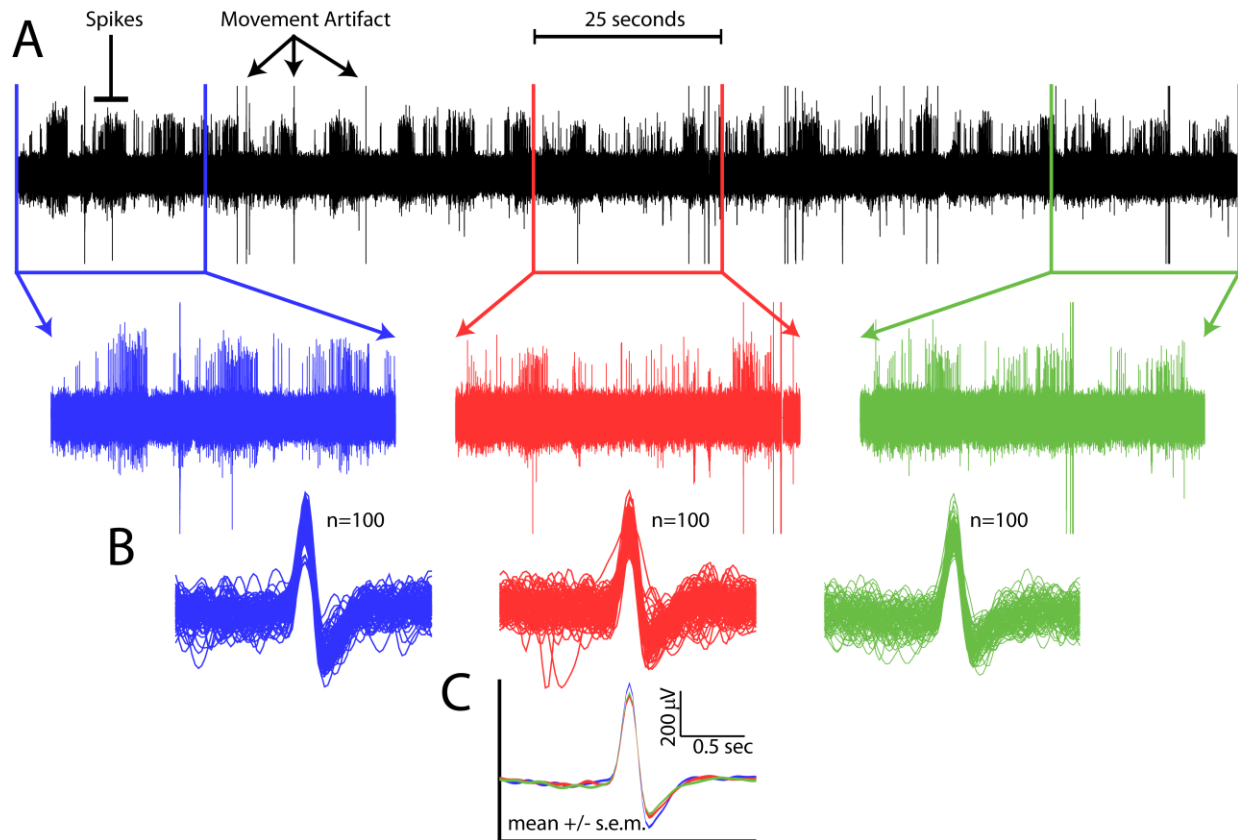 A
Spikes
Movement Artifact
25 seconds
B
n=100
n=100
n=100
C
200 µV
0.5 sec
mean +/- s.e.m.